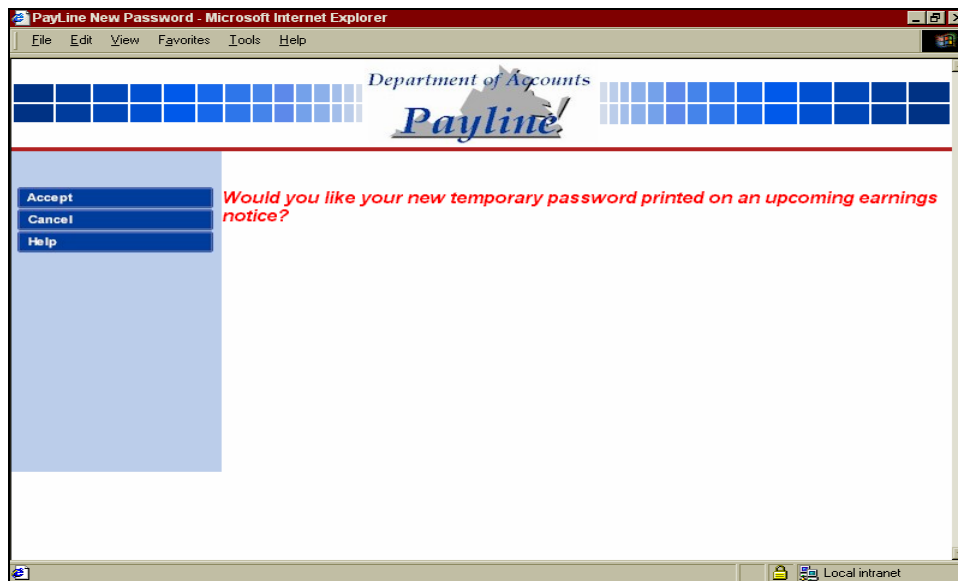 PayLine New Password - Microsoft Internet Explorer
File Edit View Favorites Tools Help
Department of Accounts
Payline
Accept
Cancel
Help
Would you like your new temporary password printed on an upcoming earnings
notice?
Local intranet